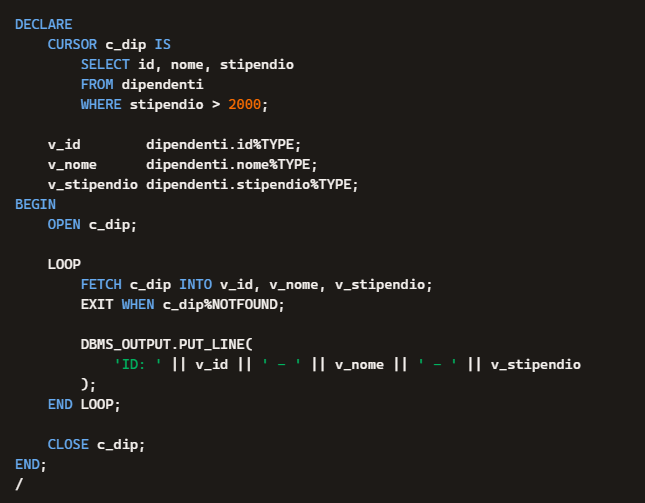 DECLARE
    CURSOR c_dip IS
        SELECT id, nome, stipendio
        FROM dipendenti
        WHERE stipendio > 2000;

    v_id        dipendenti.id%TYPE;
    v_nome      dipendenti.nome%TYPE;
    v_stipendio dipendenti.stipendio%TYPE;
BEGIN
    OPEN c_dip;

    LOOP
        FETCH c_dip INTO v_id, v_nome, v_stipendio;
        EXIT WHEN c_dip%NOTFOUND;

        DBMS_OUTPUT.PUT_LINE(
            'ID: ' || v_id || ' - ' || v_nome || ' - ' || v_stipendio
        );
    END LOOP;

    CLOSE c_dip;
END;
/